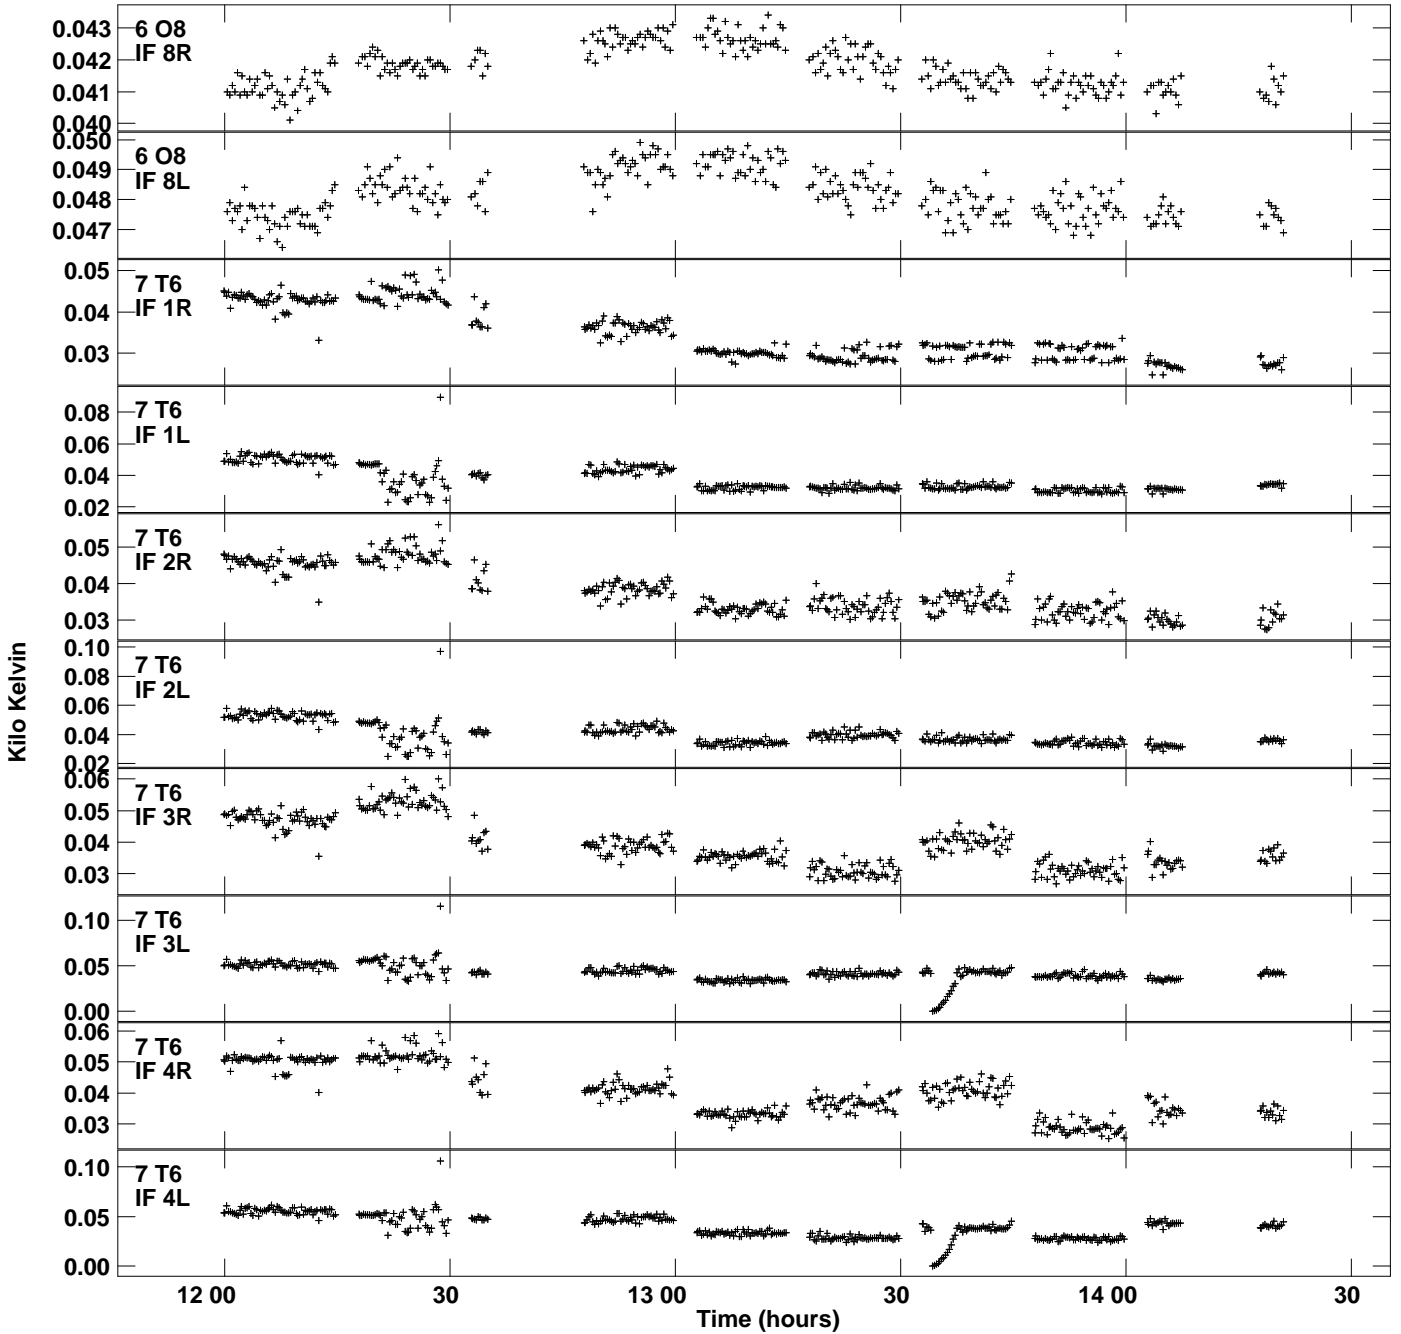 Kilo Kelvin
6 O8
IF 8R
0.043
0.042
0.041
0.040
6 O8
IF 8L
0.050
0.049
0.048
0.047
7 T6
IF 1R
0.05
0.04
0.03
7 T6
IF 1L
0.08
0.06
0.04
0.02
7 T6
IF 2R
0.05
0.04
0.03
7 T6
IF 2L
0.10
0.08
0.06
0.04
0.02
7 T6
IF 3R
0.06
0.05
0.04
0.03
7 T6
IF 3L
0.10
0.05
0.00
7 T6
IF 4R
0.06
0.05
0.04
0.03
7 T6
IF 4L
0.10
0.05
0.00
12 00 30 13 00 30 14 00 30
Time (hours)